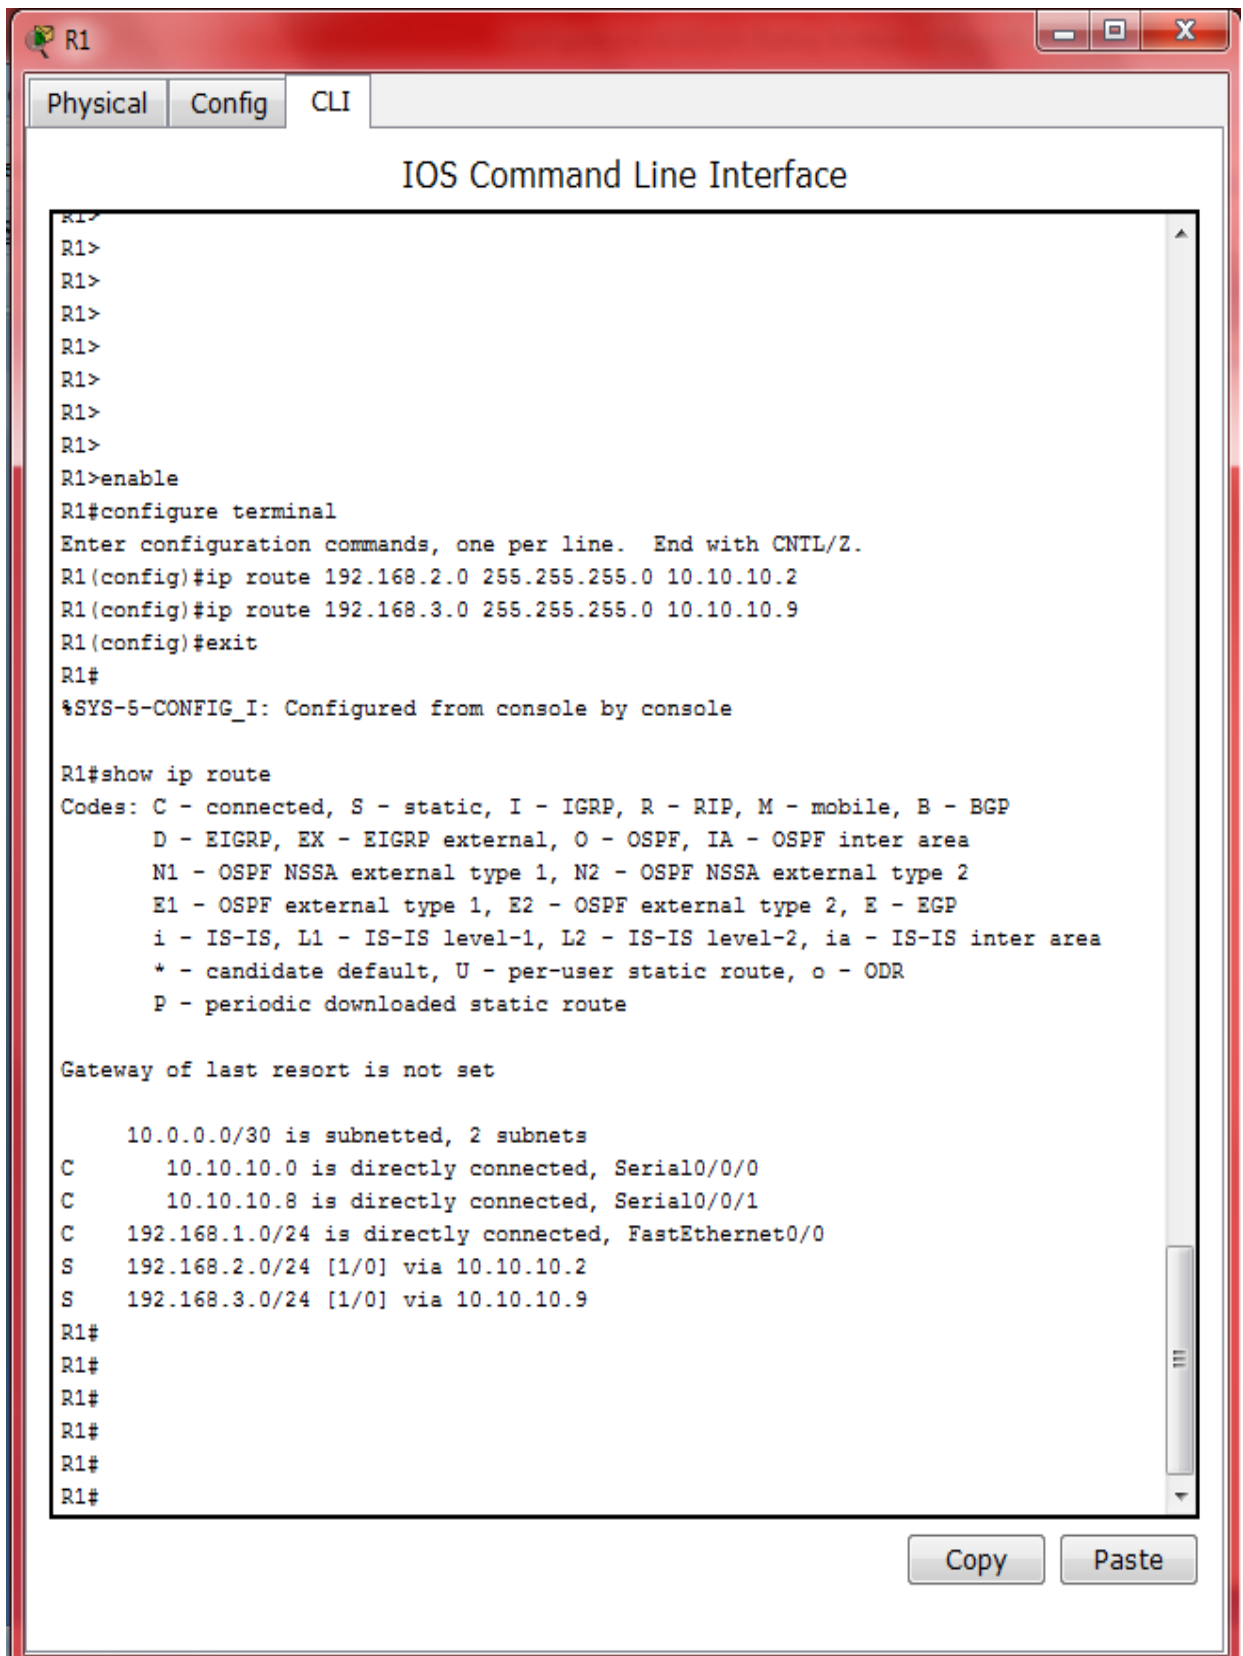 R1
Physical Config CLI
IOS Command Line Interface
R1>
R1>
R1>
R1>
R1>
R1>
R1>
R1>
R1>enable
R1#configure terminal
Enter configuration commands, one per line.  End with CNTL/Z.
R1(config)#ip route 192.168.2.0 255.255.255.0 10.10.10.2
R1(config)#ip route 192.168.3.0 255.255.255.0 10.10.10.9
R1(config)#exit
R1#
%SYS-5-CONFIG_I: Configured from console by console
R1#show ip route
Codes: C - connected, S - static, I - IGRP, R - RIP, M - mobile, B - BGP
       D - EIGRP, EX - EIGRP external, O - OSPF, IA - OSPF inter area
       N1 - OSPF NSSA external type 1, N2 - OSPF NSSA external type 2
       E1 - OSPF external type 1, E2 - OSPF external type 2, E - EGP
       i - IS-IS, L1 - IS-IS level-1, L2 - IS-IS level-2, ia - IS-IS inter area
       * - candidate default, U - per-user static route, o - ODR
       P - periodic downloaded static route
Gateway of last resort is not set
     10.0.0.0/30 is subnetted, 2 subnets
C       10.10.10.0 is directly connected, Serial0/0/0
C       10.10.10.8 is directly connected, Serial0/0/1
C    192.168.1.0/24 is directly connected, FastEthernet0/0
S    192.168.2.0/24 [1/0] via 10.10.10.2
S    192.168.3.0/24 [1/0] via 10.10.10.9
R1#
R1#
R1#
R1#
R1#
R1#
Copy Paste